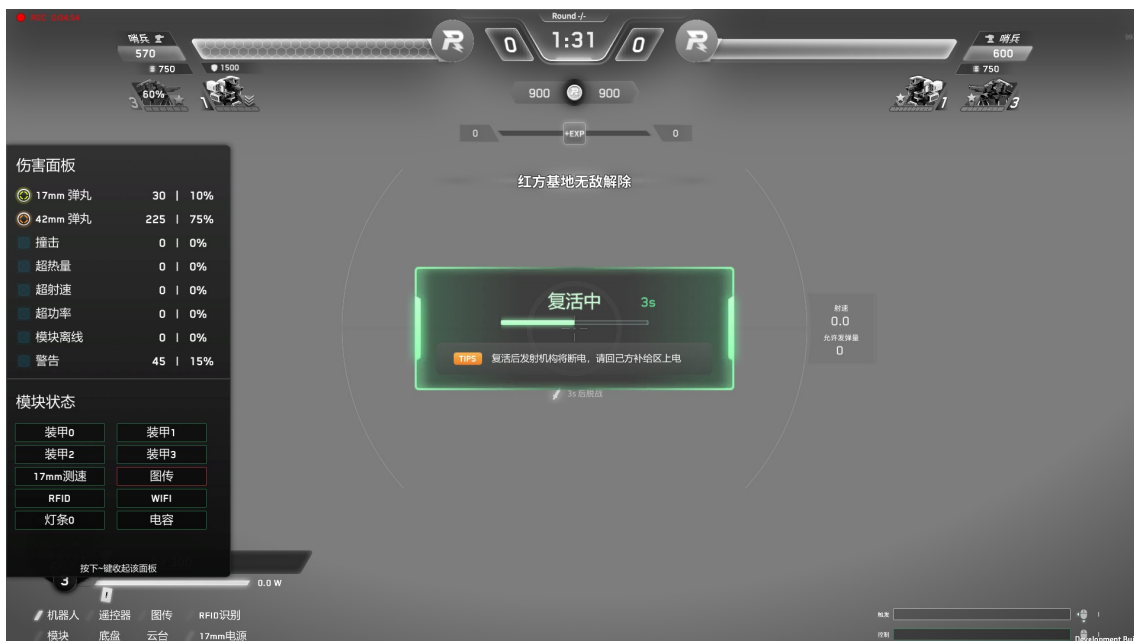 Round -/-
哨兵
570
0
1:31
0
哨兵
600
750
1500
750
900
900
3
60%
1
1
3
0
+EXP
0
红方基地无敌解除
伤害面板
17mm 弹丸 30 | 10%
42mm 弹丸 225 | 75%
撞击 0 | 0%
超热量 0 | 0%
超射速 0 | 0%
超功率 0 | 0%
模块离线 0 | 0%
警告 45 | 15%
复活中 3s
TIPS 复活后发射机构将断电，请回己方补给区上电
3s 后脱战
射速
0.0
允许发弹量
0
模块状态
装甲0 装甲1
装甲2 装甲3
17mm测速 图传
RFID WIFI
灯条0 电容
按下~键收起该面板
3
0.0 W
机器人 遥控器 图传 RFID识别
模块 底盘 云台 17mm电源
触发
控制
Development Bui